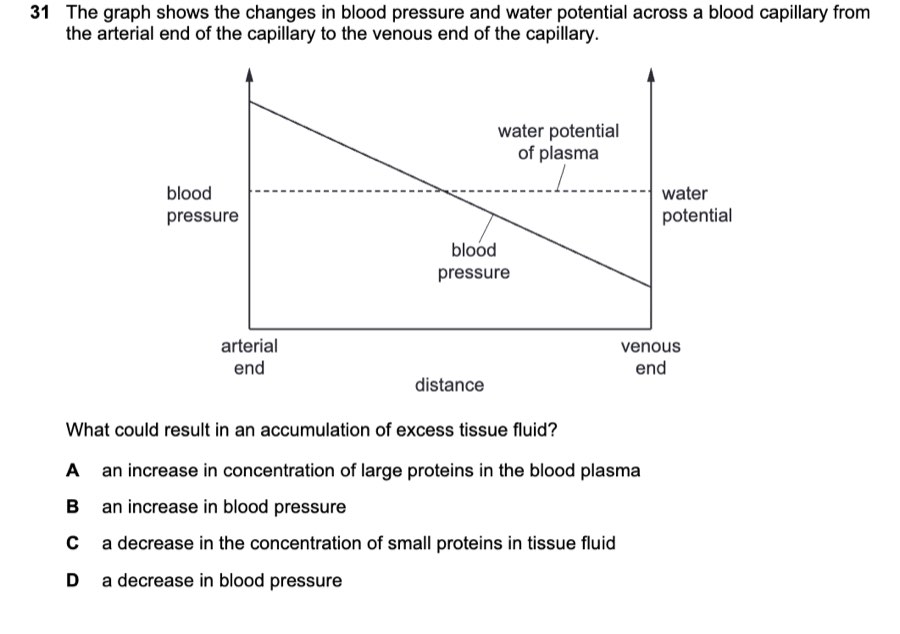 31 The graph shows the changes in blood pressure and water potential across a blood capillary from
the arterial end of the capillary to the venous end of the capillary.
water potential
of plasma
blood
pressure
water
potential
blood
pressure
arterial
end
venous
end
distance
What could result in an accumulation of excess tissue fluid?
A an increase in concentration of large proteins in the blood plasma
B an increase in blood pressure
C a decrease in the concentration of small proteins in tissue fluid
D a decrease in blood pressure